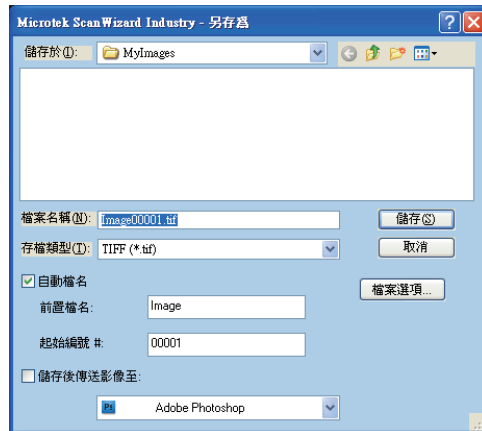 Microtek ScanWizard Industry - 另存為
儲存於(I): MyImages
檔案名稱(N): Image00001.tif 儲存(S)
存檔類型(T): TIFF (*.tif) 取消
自動檔名 檔案選項...
前置檔名: Image
起始編號 #: 00001
儲存後傳送影像至:
Ps Adobe Photoshop